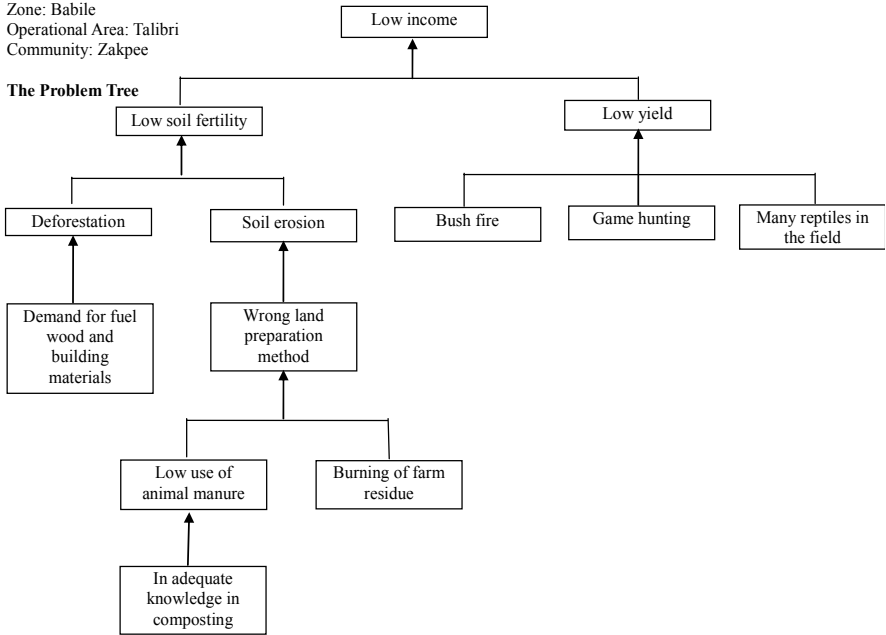 Zone: Babile
Operational Area: Talibri
Community: Zakpee
The Problem Tree
Low income
Low soil fertility
Low yield
Deforestation
Soil erosion
Bush fire
Game hunting
Many reptiles in
the field
Demand for fuel
wood and
building
materials
Wrong land
preparation
method
Low use of
animal manure
Burning of farm
residue
In adequate
knowledge in
composting